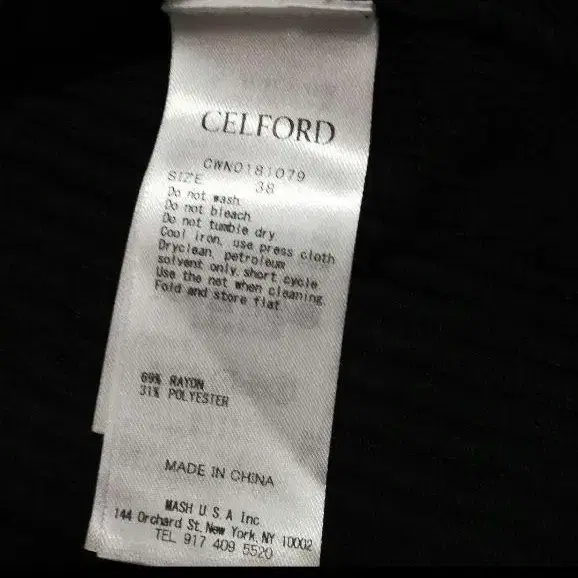 CELFORD
CWNO181079
SIZE 38
Do not wash
Do not bleach
Do not tumble dry
Cool iron, use press cloth
Dryclean, petroleum
solvent only, short cycle
Use the net when cleaning.
Fold and store flat
69% RAYON
31% POLYESTER
MADE IN CHINA
MASH U.S.A Inc.
144 Orchard St. New York, NY 10002
TEL 917 409 5520